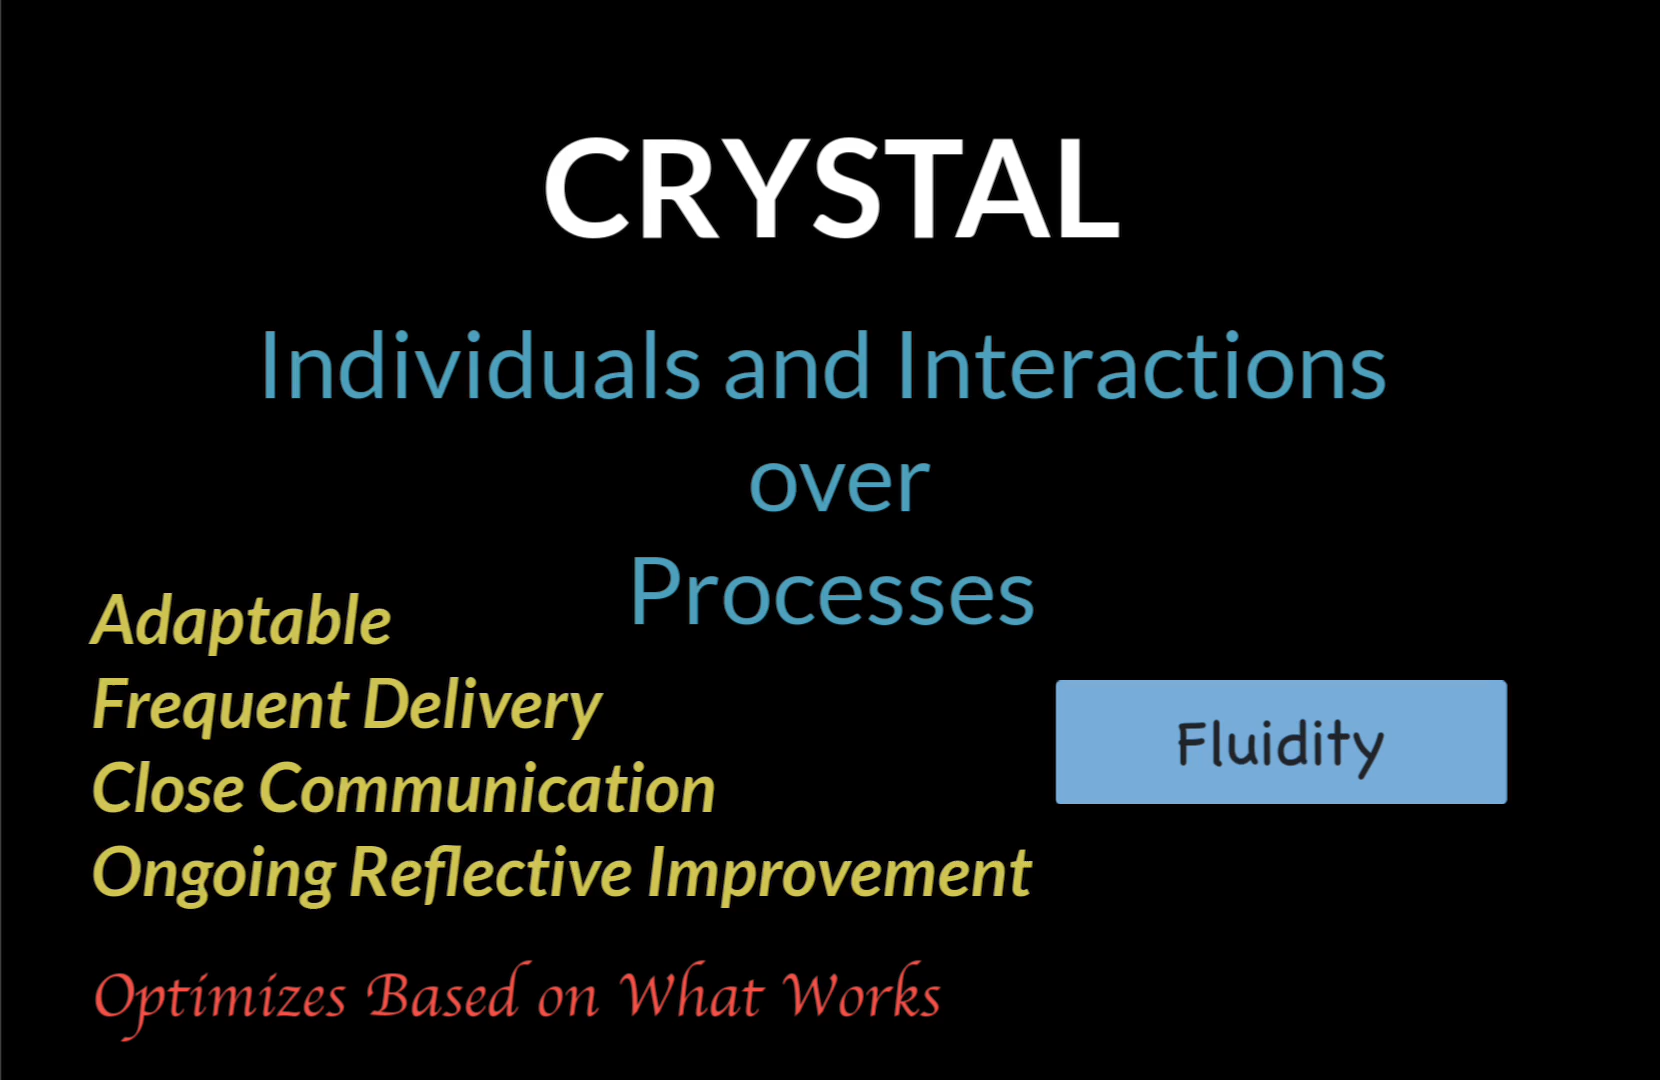 CRYSTAL
Individuals and Interactions
over
Processes
Adaptable
Frequent Delivery
Close Communication
Ongoing Reflective Improvement
Fluidity
Optimizes Based on What Works